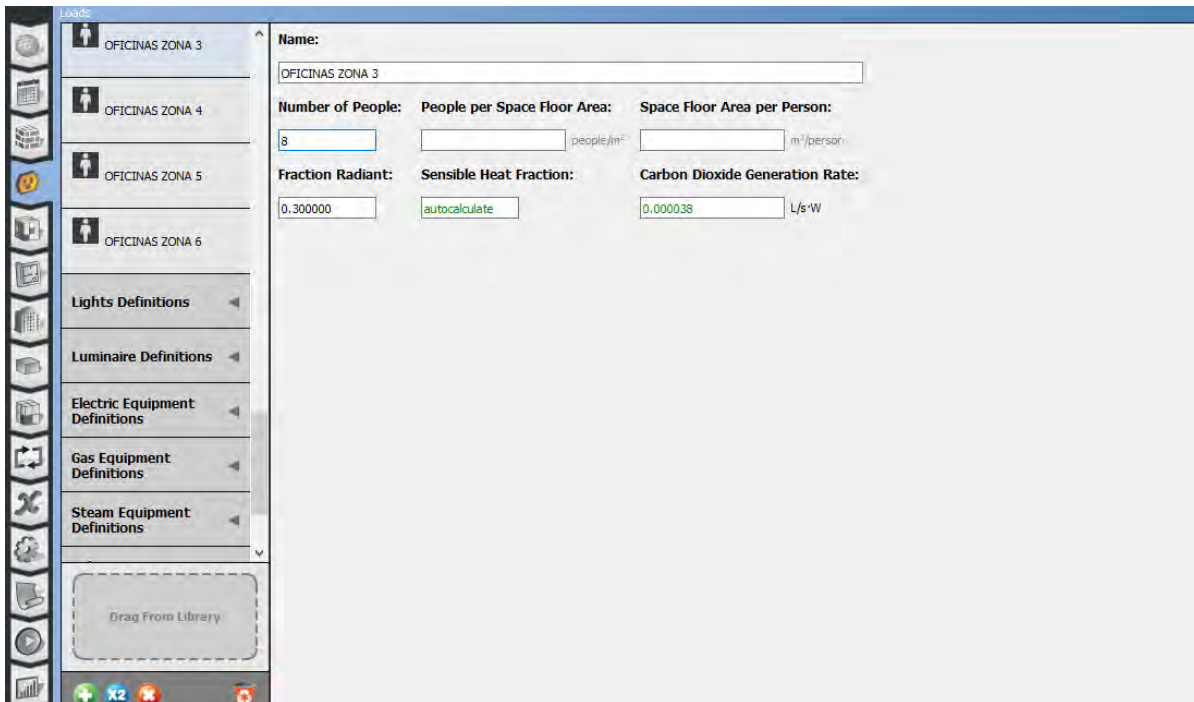 Loads
OFICINAS ZONA 3
OFICINAS ZONA 4
OFICINAS ZONA 5
OFICINAS ZONA 6
Lights Definitions
Luminaire Definitions
Electric Equipment
Definitions
Gas Equipment
Definitions
Steam Equipment
Definitions
Drag From Library
X2
Name:
OFICINAS ZONA 3
Number of People: People per Space Floor Area: Space Floor Area per Person:
8 people/m² m²/person
Fraction Radiant: Sensible Heat Fraction: Carbon Dioxide Generation Rate:
0.300000 autocalculate 0.000038 L/s·W